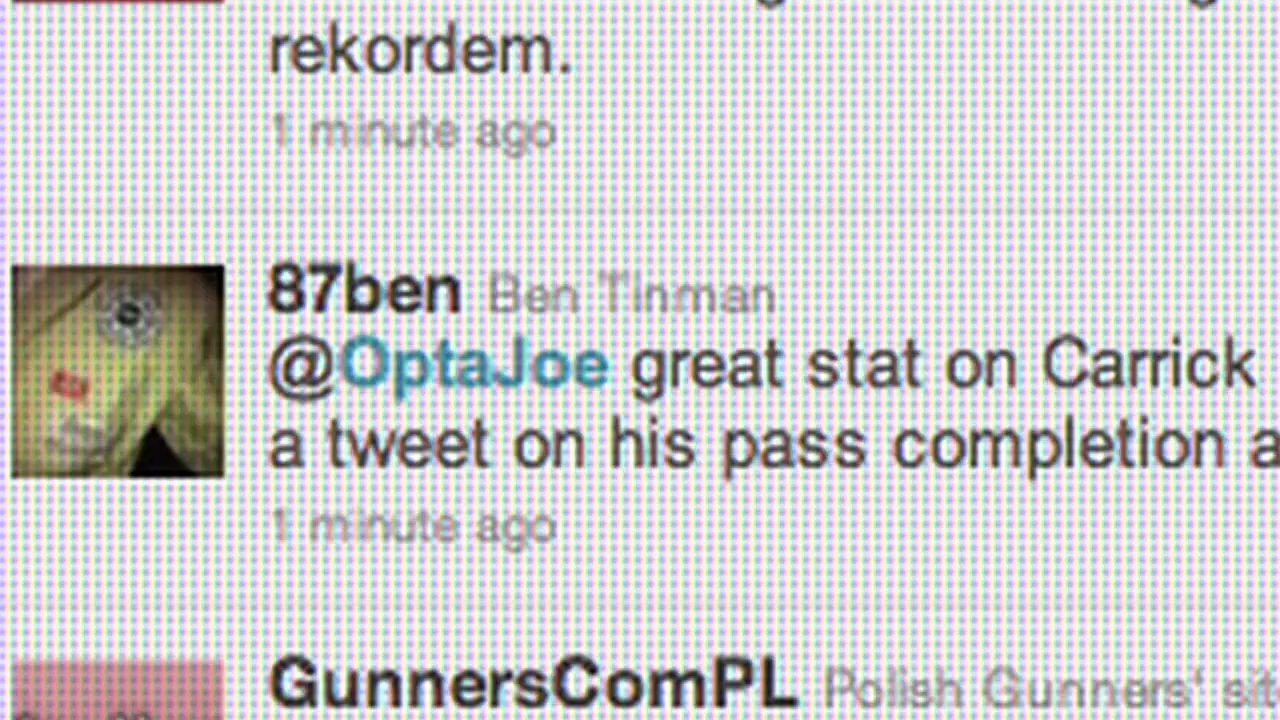 rekordem.
1 minute ago
87ben Ben Tinman
@OptaJoe great stat on Carrick
a tweet on his pass completion a
1 minute ago
GunnersComPL Polish Gunners' sit